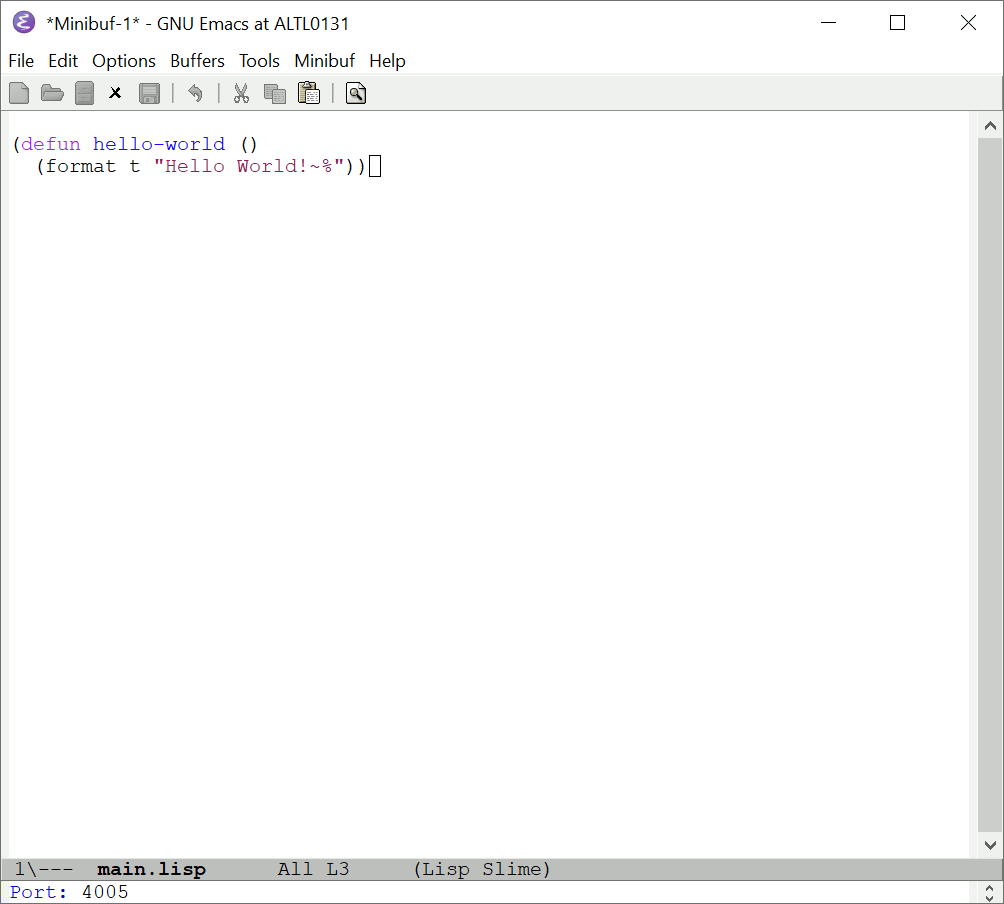 *Minibuf-1* - GNU Emacs at ALTL0131
File Edit Options Buffers Tools Minibuf Help
(defun hello-world ()
  (format t "Hello World!~%"))
1\--- main.lisp All L3 (Lisp Slime)
Port: 4005